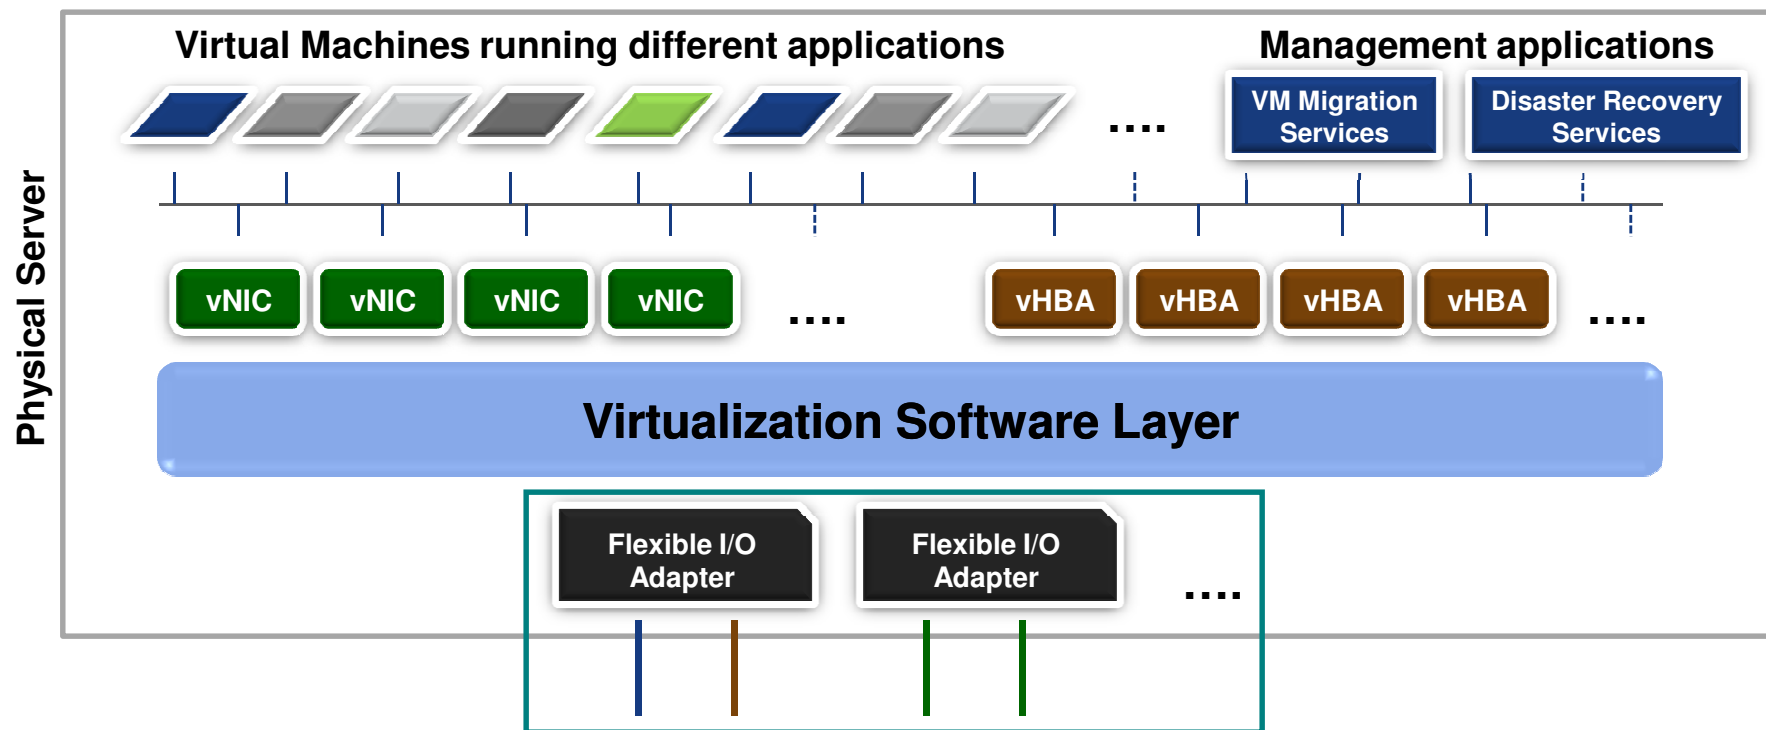 Virtual Machines running different applications
Management applications
VM Migration
Services
Disaster Recovery
Services
....
Physical Server
vNIC vNIC vNIC vNIC .... vHBA vHBA vHBA vHBA ....
Virtualization Software Layer
Flexible I/O
Adapter
Flexible I/O
Adapter
....